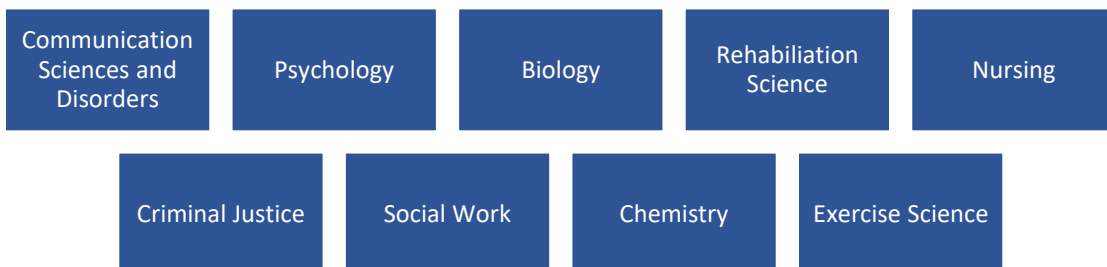 Communication
Sciences and
Disorders
Psychology
Biology
Rehabiliation
Science
Nursing
Criminal Justice
Social Work
Chemistry
Exercise Science